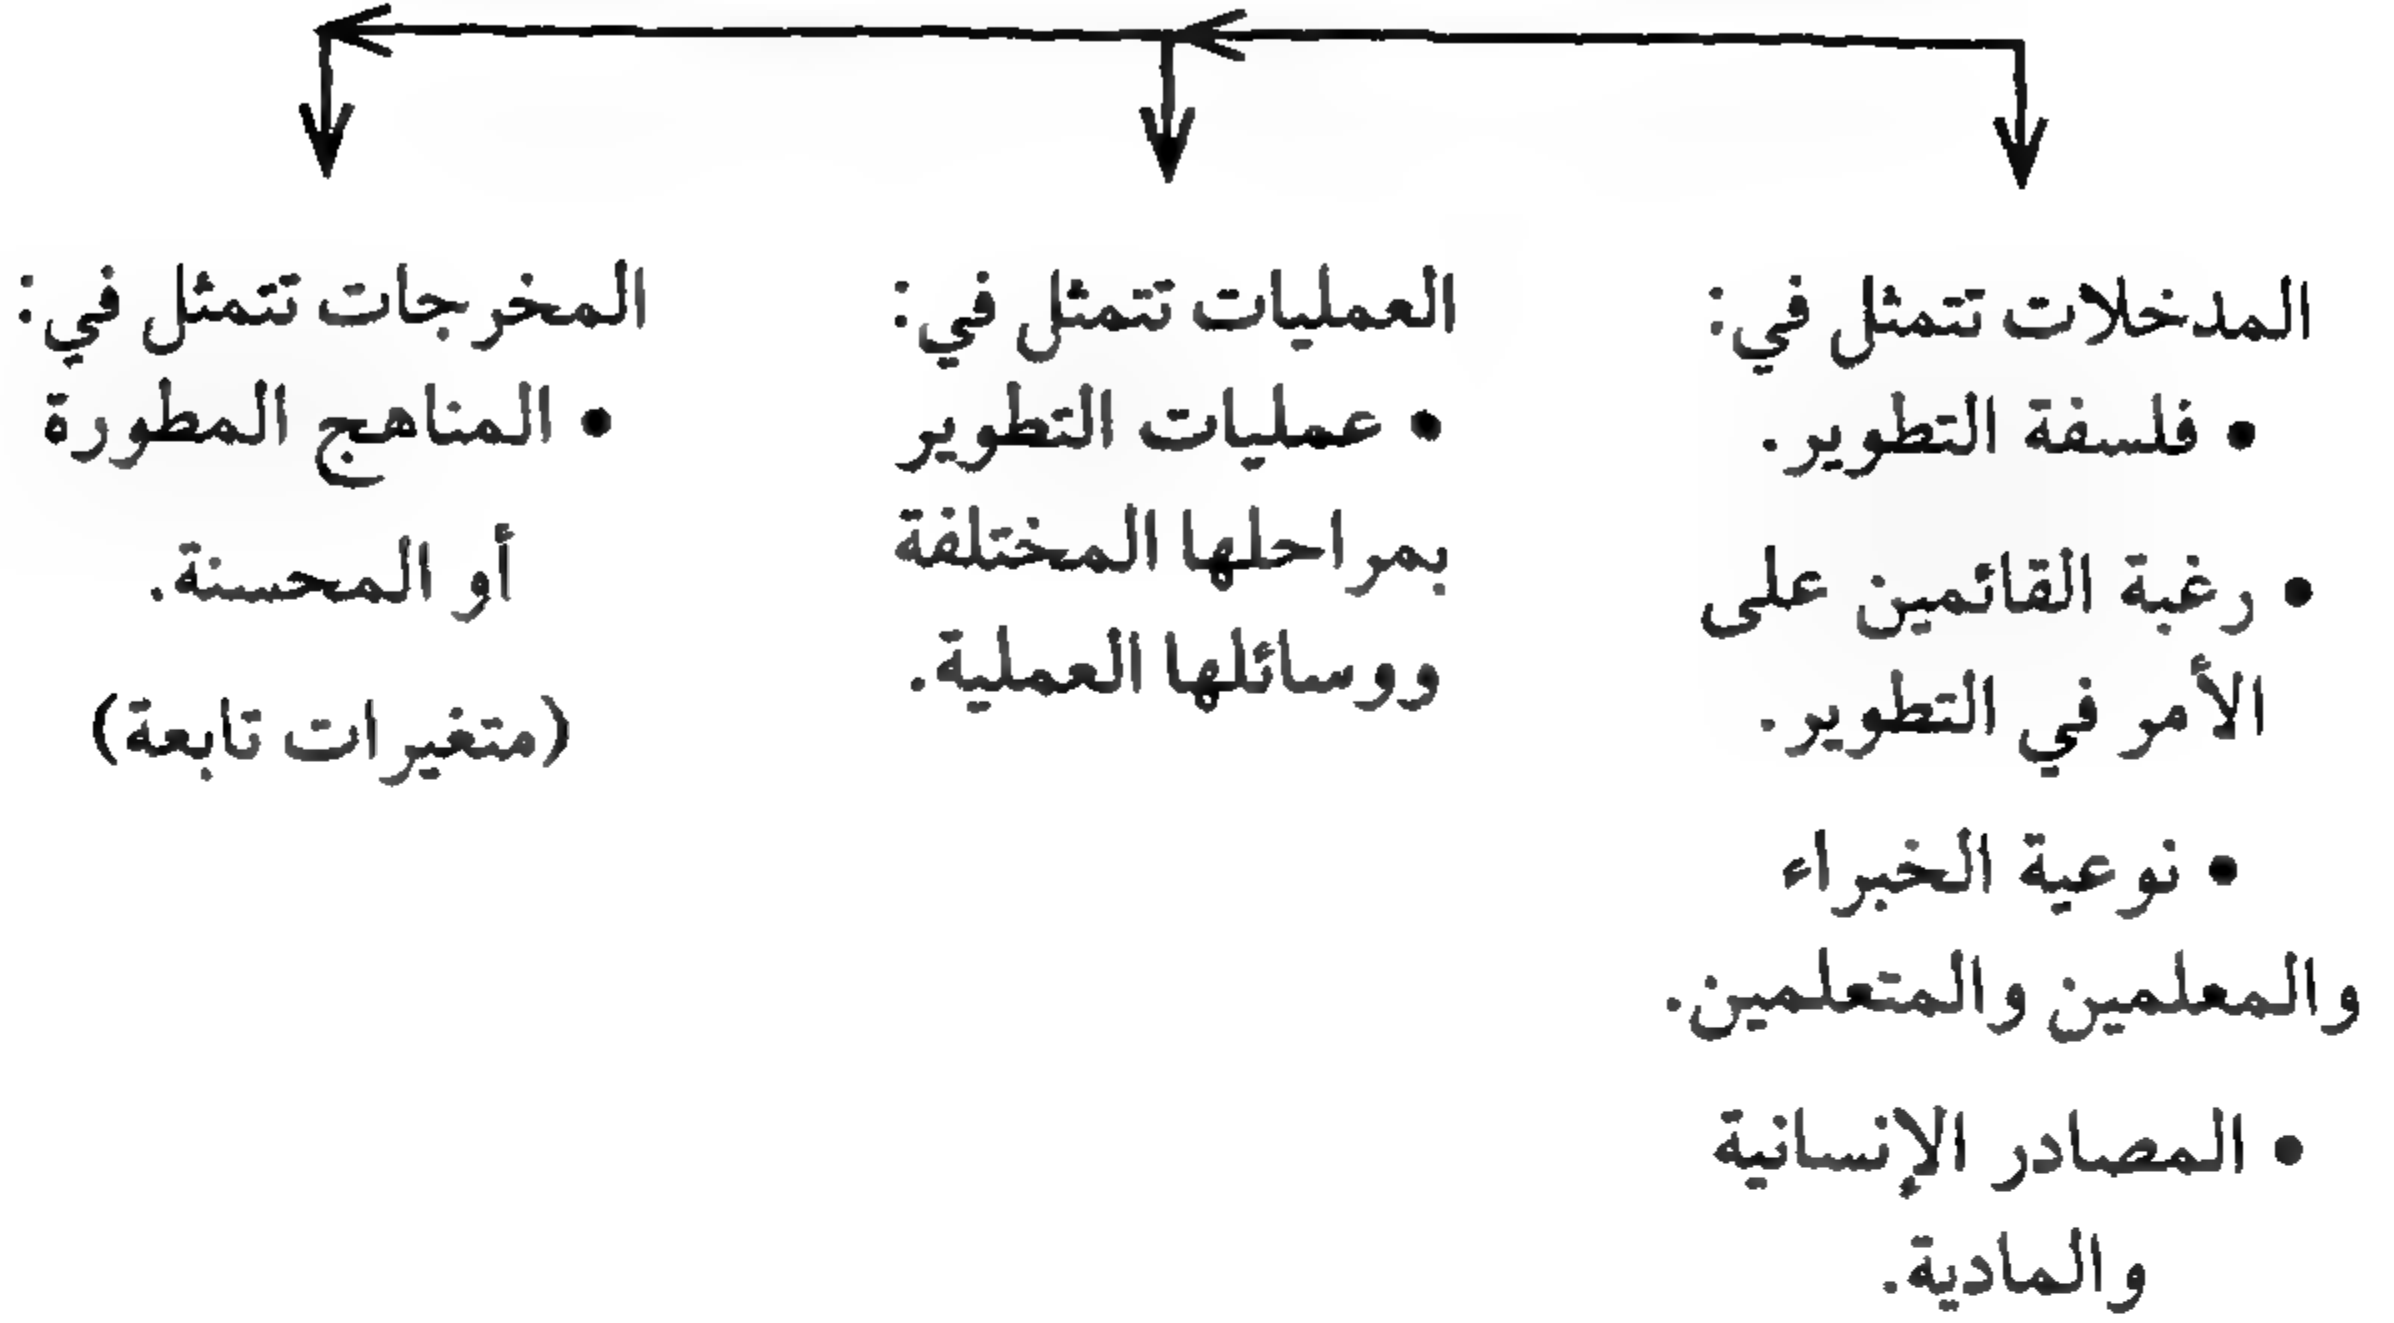 المدخلات تتمثل في:
• فلسفة التطوير.
• رغبة القائمين على
الأمر في التطوير.
• نوعية الخبراء
والمعلمين والمتعلمين.
• المصادر الإنسانية
والمادية.
العمليات تتمثل في:
• عمليات التطوير
بمراحلها المختلفة
ووسائلها العملية.
المخرجات تتمثل في:
• المناهج المطورة
أو المحسنة.
(متغيرات تابعة)